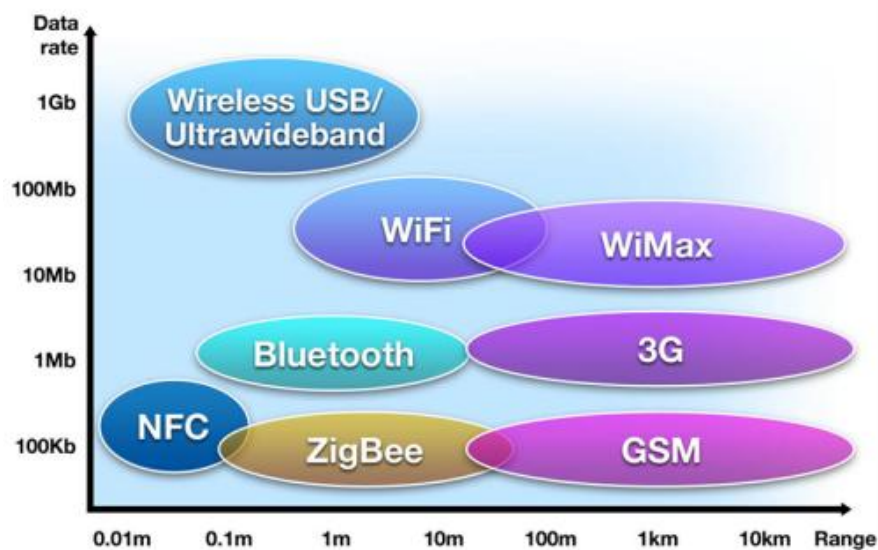 Data
rate
1Gb
100Mb
10Mb
1Mb
100Kb
Wireless USB/
Ultrawideband
WiFi
WiMax
Bluetooth
3G
NFC
ZigBee
GSM
0.01m 0.1m 1m 10m 100m 1km 10km Range